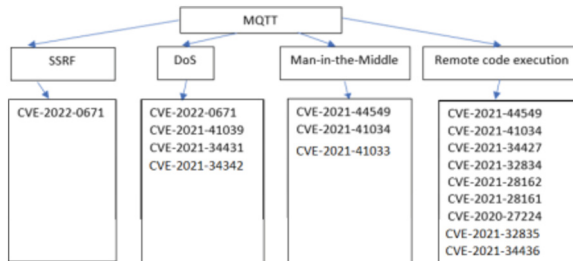 MQTT
SSRF
DoS
Man-in-the-Middle
Remote code execution
CVE-2022-0671
CVE-2022-0671
CVE-2021-41039
CVE-2021-34431
CVE-2021-34342
CVE-2021-44549
CVE-2021-41034
CVE-2021-41033
CVE-2021-44549
CVE-2021-41034
CVE-2021-34427
CVE-2021-32834
CVE-2021-28162
CVE-2021-28161
CVE-2020-27224
CVE-2021-32835
CVE-2021-34436